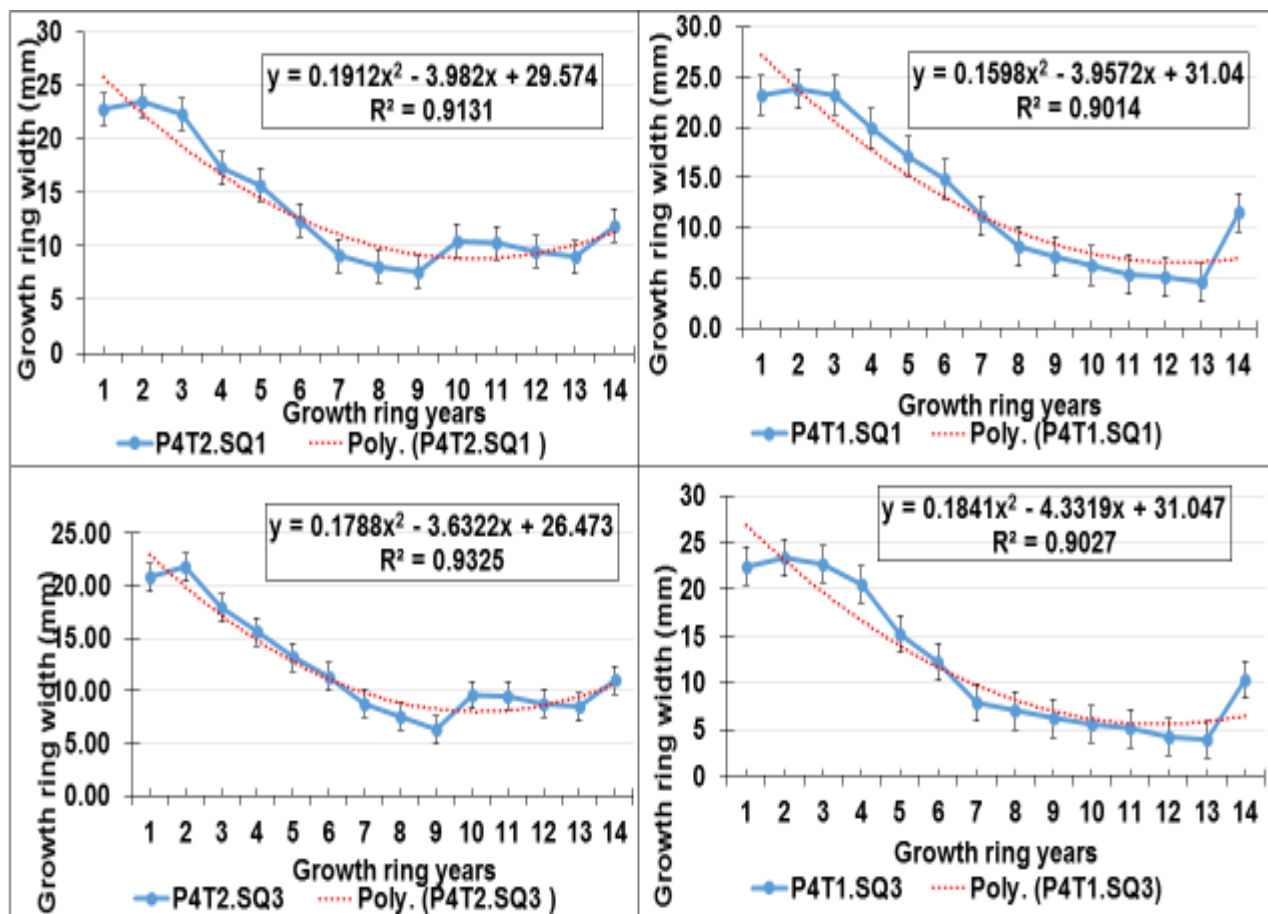 Growth ring width (mm)
30
25
20
15
10
5
0
y = 0.1912x² - 3.982x + 29.574
R² = 0.9131
1 2 3 4 5 6 7 8 9 10 11 12 13 14
Growth ring years
P4T2.SQ1 Poly. (P4T2.SQ1 )
Growth ring width (mm)
30.0
25.0
20.0
15.0
10.0
5.0
0.0
y = 0.1598x² - 3.9572x + 31.04
R² = 0.9014
1 2 3 4 5 6 7 8 9 10 11 12 13 14
Growth ring years
P4T1.SQ1 Poly. (P4T1.SQ1)
Growth ring width (mm)
25.00
20.00
15.00
10.00
5.00
0.00
y = 0.1788x² - 3.6322x + 26.473
R² = 0.9325
1 2 3 4 5 6 7 8 9 10 11 12 13 14
Growth ring years
P4T2.SQ3 Poly. (P4T2.SQ3 )
Growth ring width (mm)
30
25
20
15
10
5
0
y = 0.1841x² - 4.3319x + 31.047
R² = 0.9027
1 2 3 4 5 6 7 8 9 10 11 12 13 14
Growth ring years
P4T1.SQ3 Poly. (P4T1.SQ3)